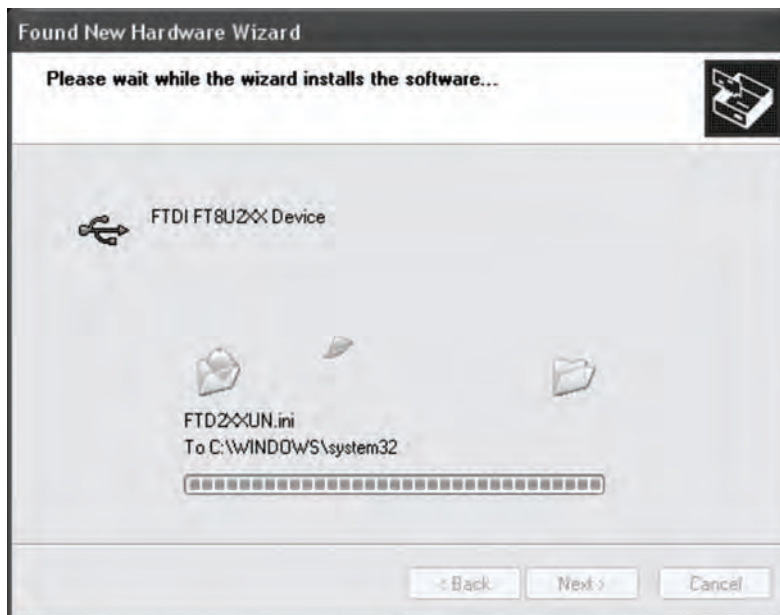 Found New Hardware Wizard
Please wait while the wizard installs the software...
FTDI FT8U2XX Device
FTD2XXUN.ini
To C:\WINDOWS\system32
< Back
Next >
Cancel